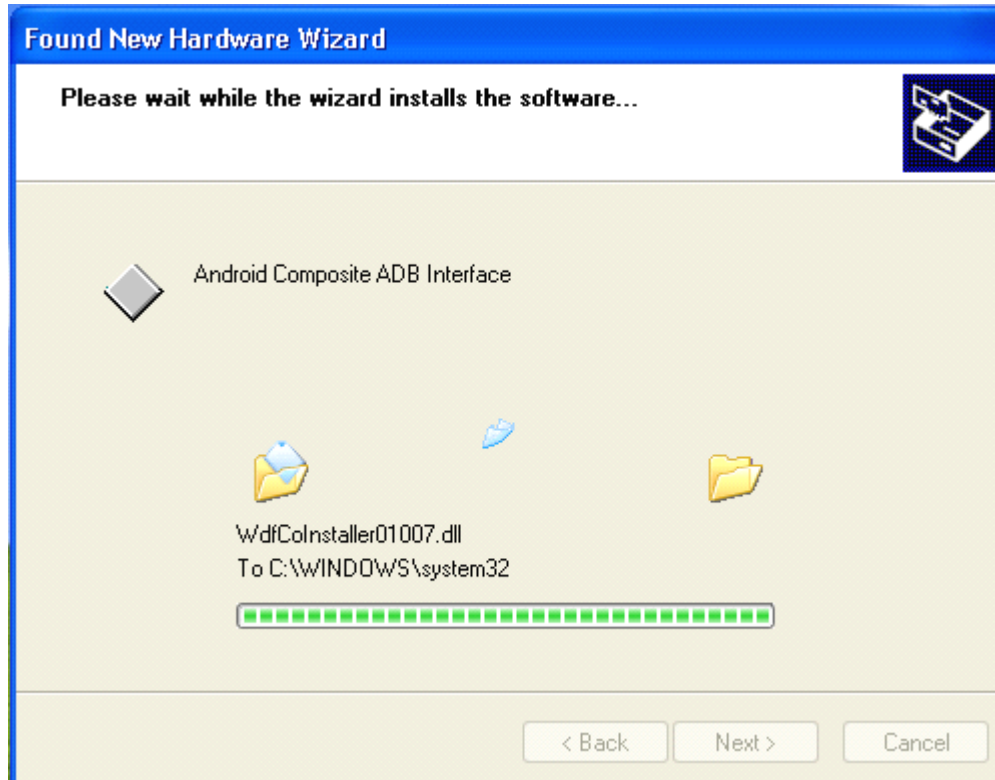 Found New Hardware Wizard
Please wait while the wizard installs the software...
Android Composite ADB Interface
WdfCoInstaller01007.dll
To C:\WINDOWS\system32
< Back Next > Cancel